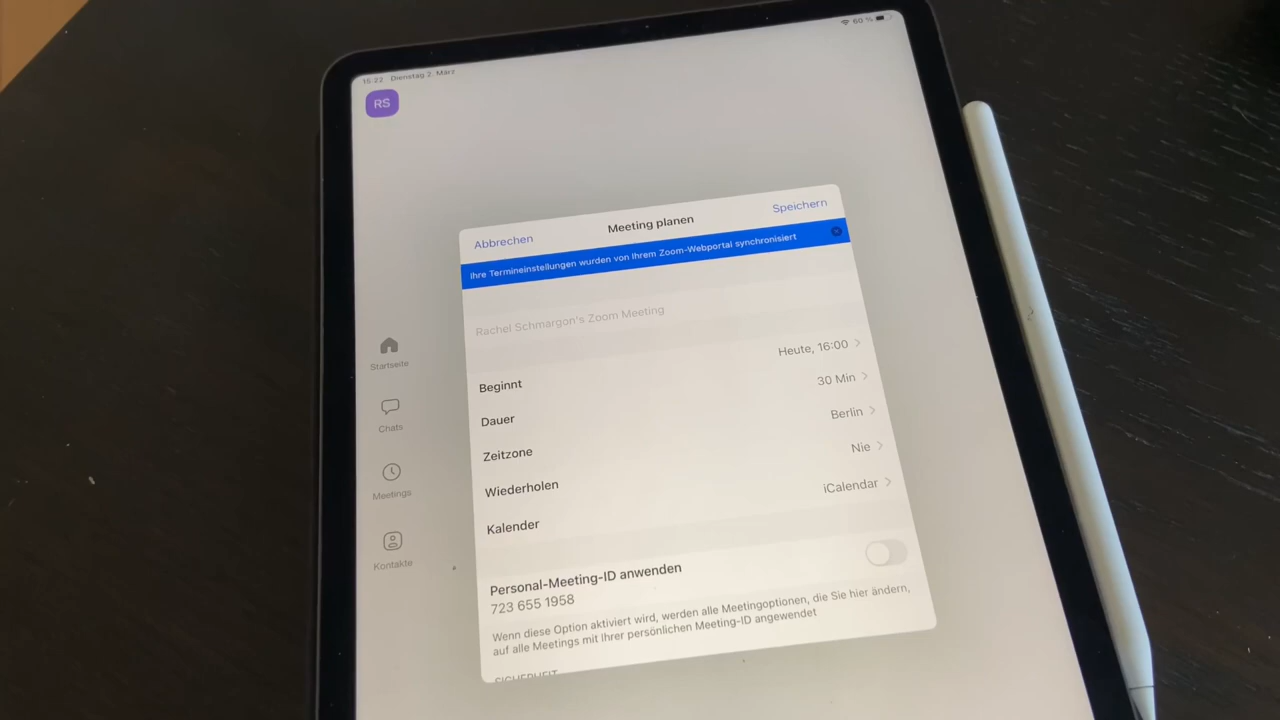 15:22 Dienstag 2. März
60 %
RS
Abbrechen
Meeting planen
Speichern
Ihre Termineinstellungen wurden von Ihrem Zoom-Webportal synchronisiert
Rachel Schmargon's Zoom Meeting
Beginnt
Heute, 16:00
Dauer
30 Min
Zeitzone
Berlin
Wiederholen
Nie
Kalender
iCalendar
Personal-Meeting-ID anwenden
723 655 1958
Wenn diese Option aktiviert wird, werden alle Meetingoptionen, die Sie hier ändern,
auf alle Meetings mit Ihrer persönlichen Meeting-ID angewendet
SICHERHEIT
Startseite
Chats
Meetings
Kontakte